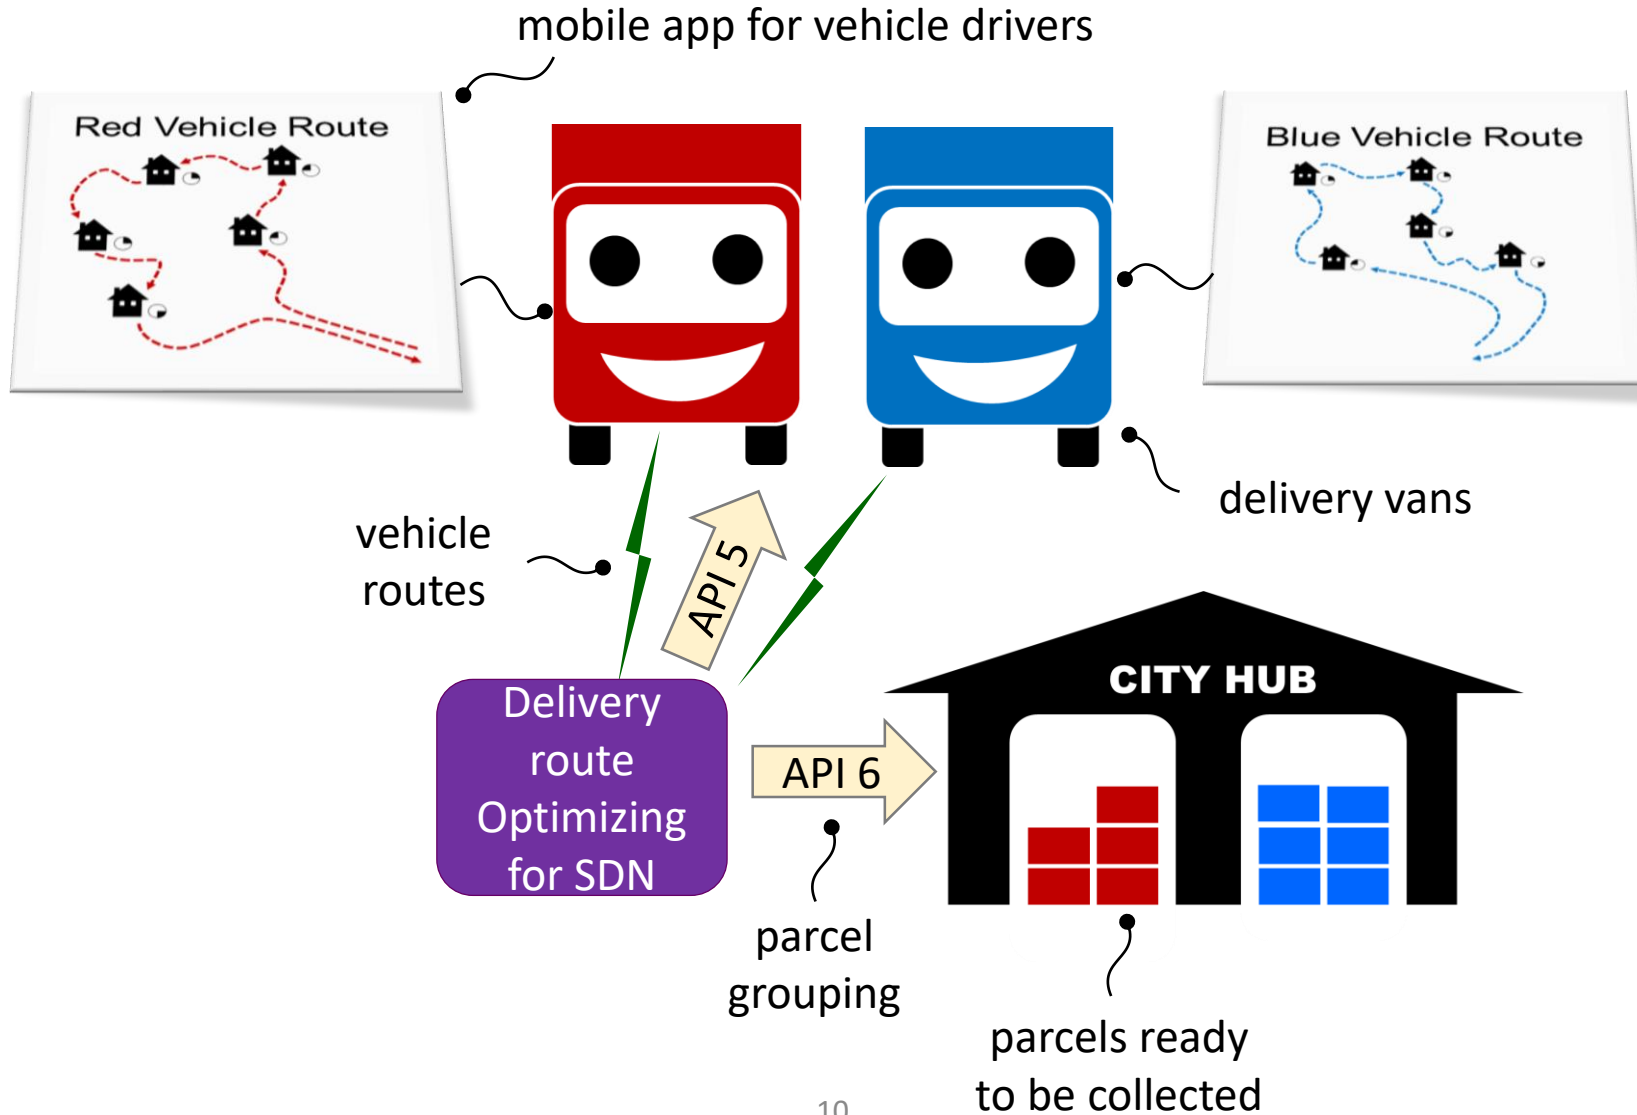 mobile app for vehicle drivers
Red Vehicle Route
Blue Vehicle Route
delivery vans
vehicle
routes
API 5
Delivery
route
Optimizing
for SDN
API 6
CITY HUB
parcel
grouping
parcels ready
to be collected
10